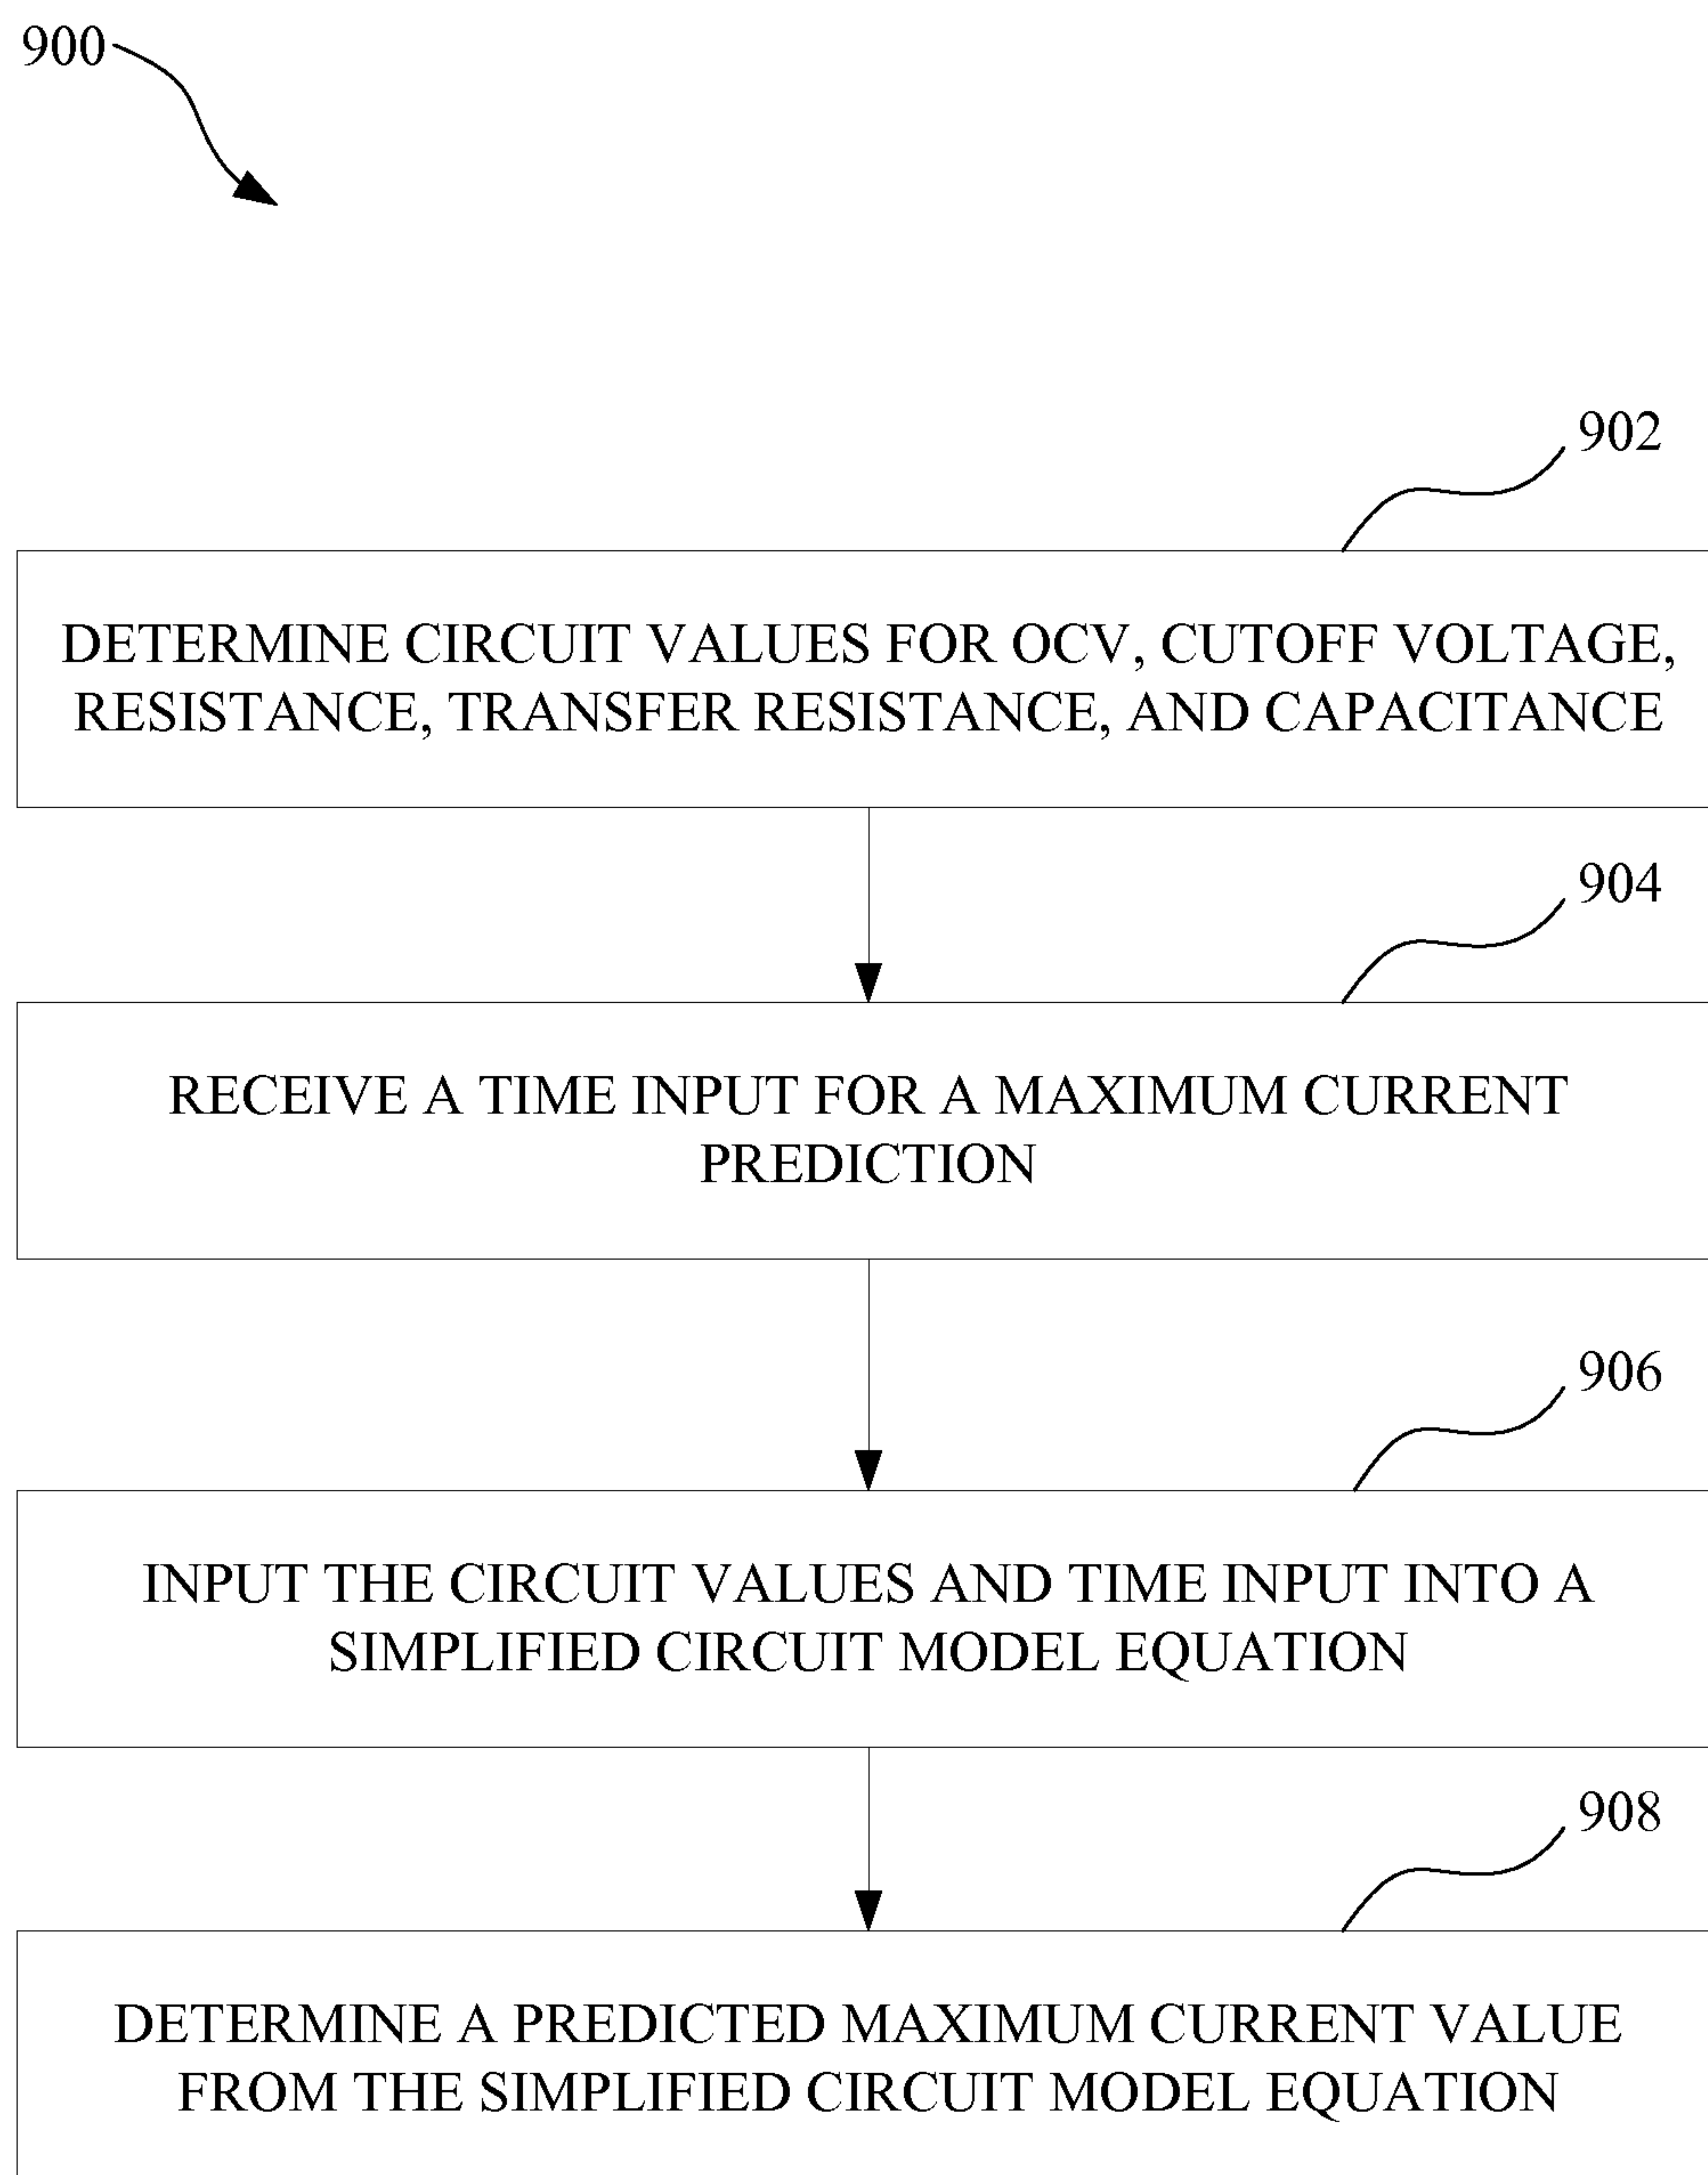 900
902
DETERMINE CIRCUIT VALUES FOR OCV, CUTOFF VOLTAGE,
RESISTANCE, TRANSFER RESISTANCE, AND CAPACITANCE
904
RECEIVE A TIME INPUT FOR A MAXIMUM CURRENT
PREDICTION
906
INPUT THE CIRCUIT VALUES AND TIME INPUT INTO A
SIMPLIFIED CIRCUIT MODEL EQUATION
908
DETERMINE A PREDICTED MAXIMUM CURRENT VALUE
FROM THE SIMPLIFIED CIRCUIT MODEL EQUATION